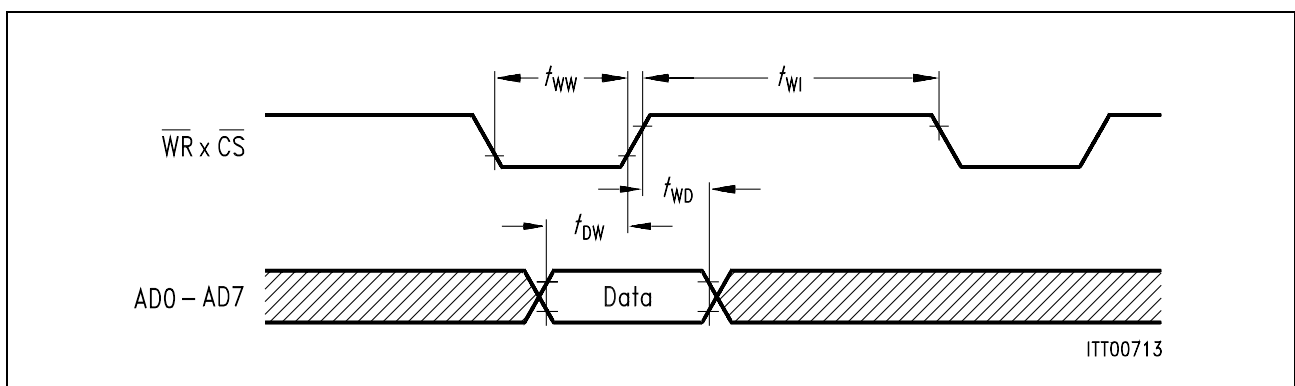 tWW
tWI
WR x CS
tWD
tDW
AD0 – AD7
Data
ITT00713